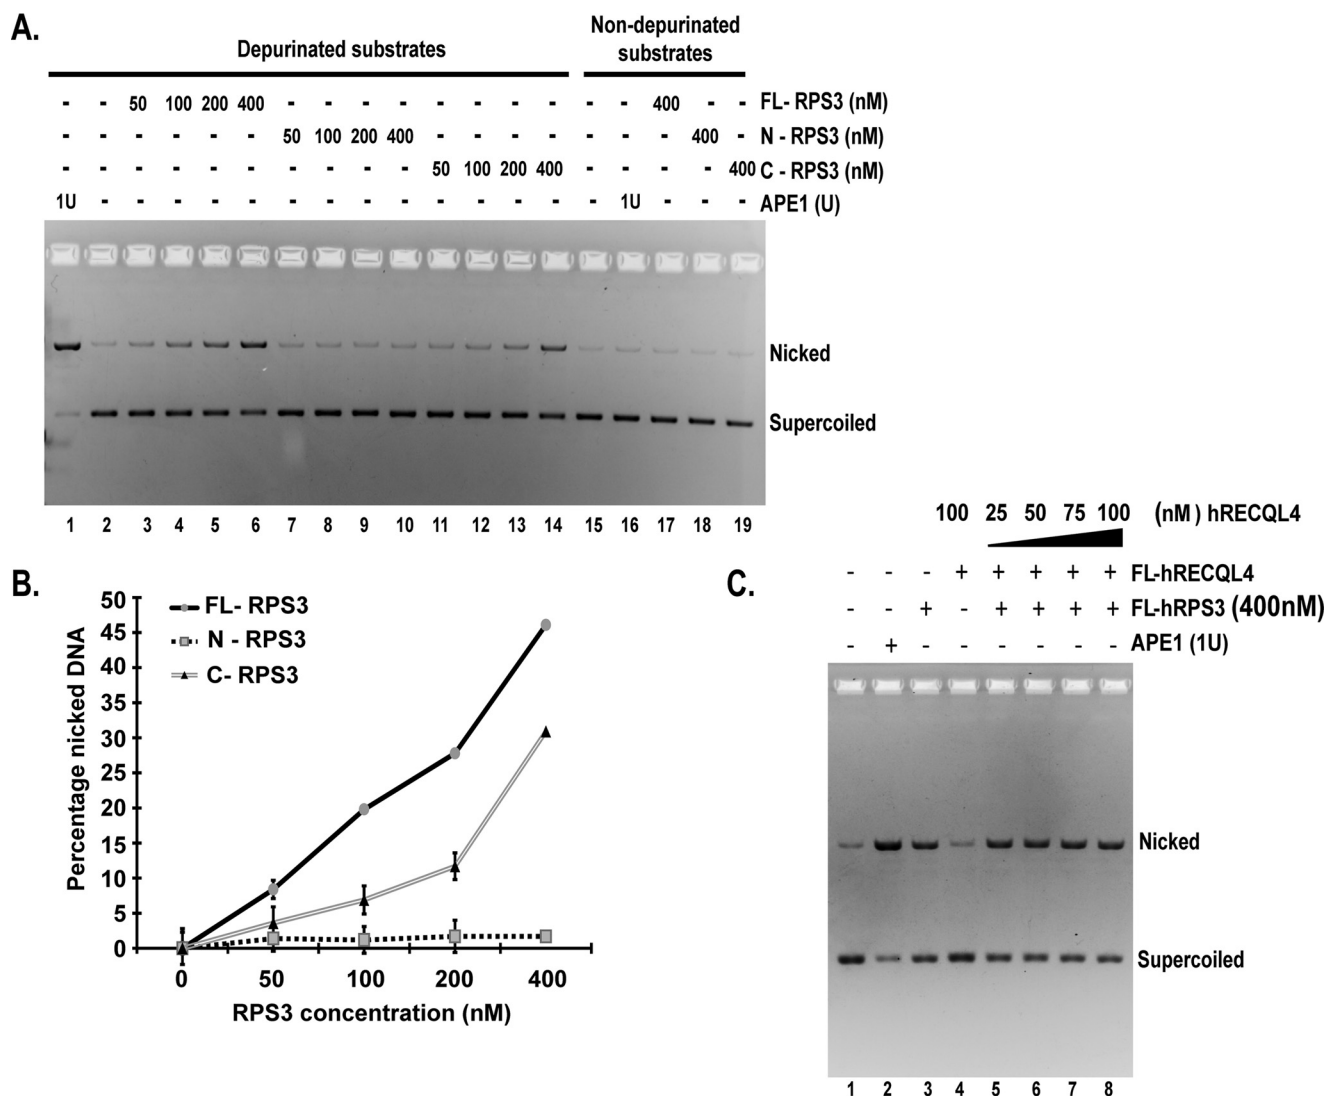 A.
Depurinated substrates
Non-depurinated
substrates
- - 50 100 200 400 - - - - - - - - - - 400 - - FL- RPS3 (nM)
- - - - - - 50 100 200 400 - - - - - - - 400 - N - RPS3 (nM)
- - - - - - - - - - 50 100 200 400 - - - - 400 C - RPS3 (nM)
1U - - - - - - - - - - - - - - 1U - - - APE1 (U)
Nicked
Supercoiled
1 2 3 4 5 6 7 8 9 10 11 12 13 14 15 16 17 18 19
B.
FL- RPS3
N - RPS3
C- RPS3
Percentage nicked DNA
50
45
40
35
30
25
20
15
10
5
0
0 50 100 200 400
RPS3 concentration (nM)
C.
100 25 50 75 100 (nM) hRECQL4
- - - + + + + + FL-hRECQL4
- - + - + + + + FL-hRPS3 (400nM)
- + - - - - - - APE1 (1U)
Nicked
Supercoiled
1 2 3 4 5 6 7 8